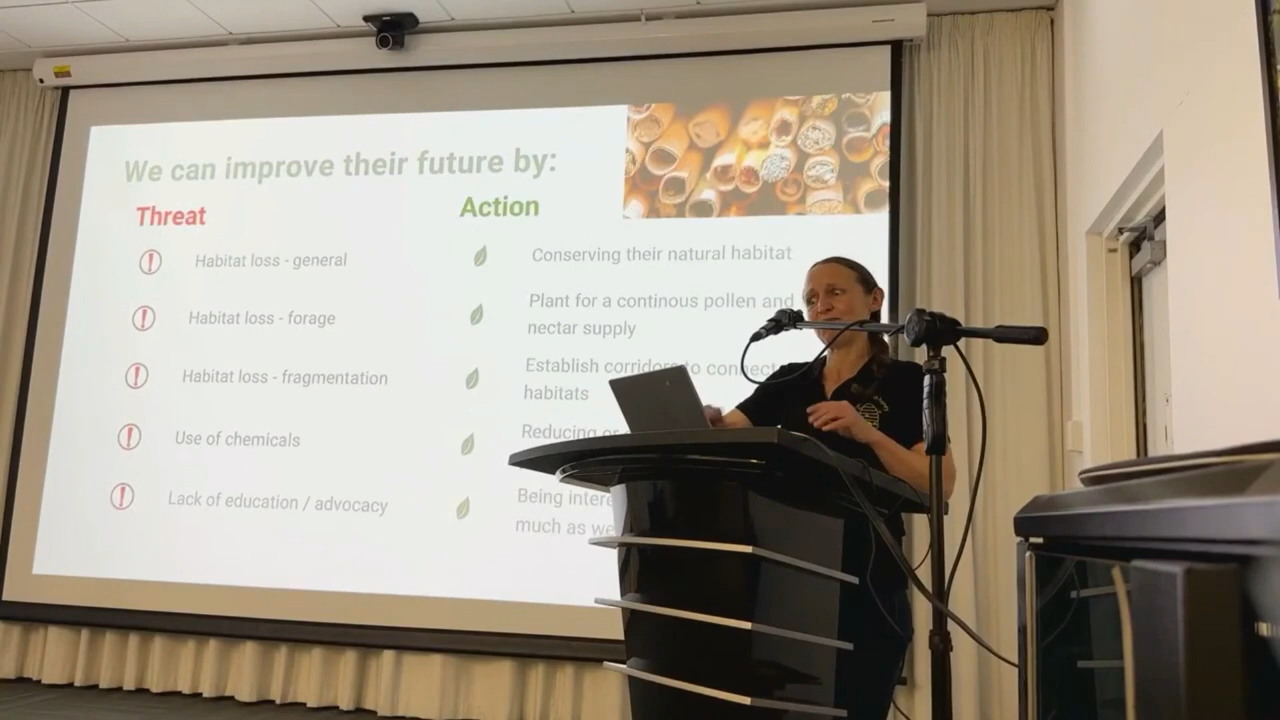 We can improve their future by:
Threat
Action
Habitat loss - general
Conserving their natural habitat
Habitat loss - forage
Plant for a continous pollen and
nectar supply
Habitat loss - fragmentation
Establish corridors to connect
habitats
Use of chemicals
Reducing or
Lack of education / advocacy
Being
much as we